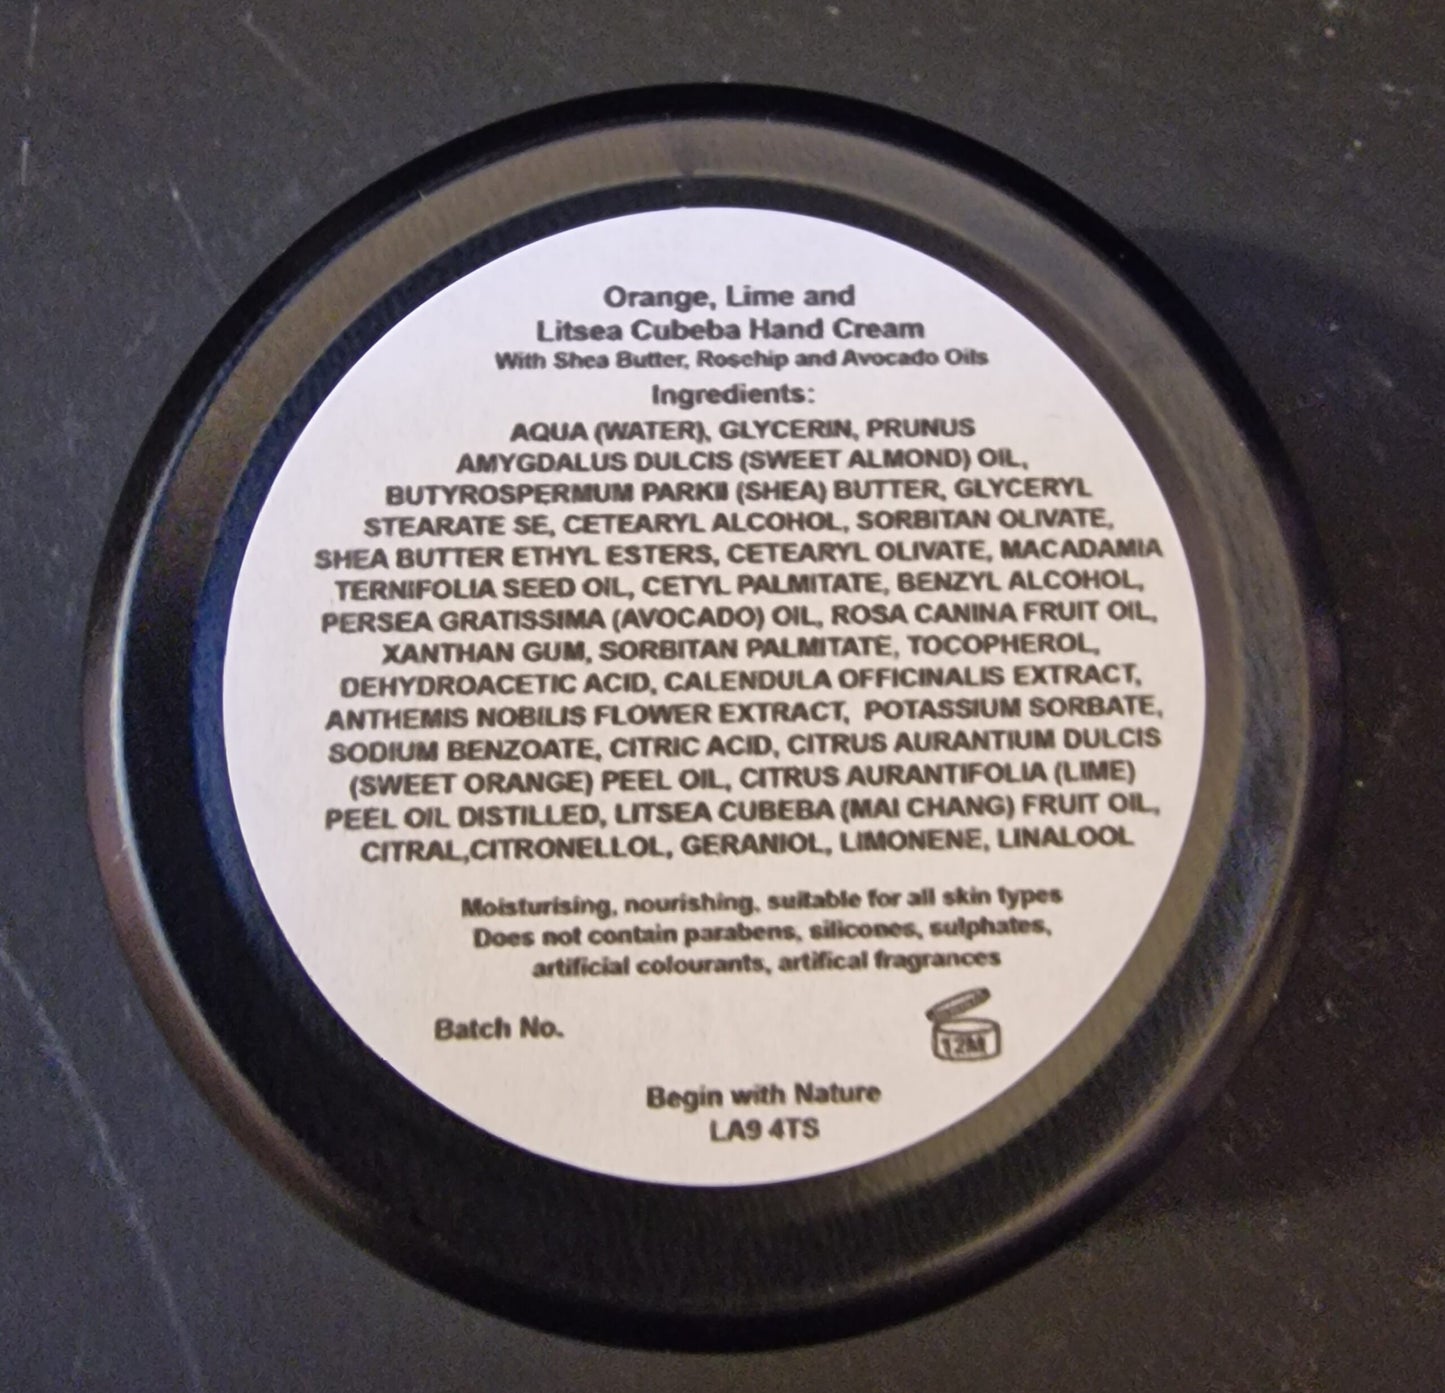 Orange, Lime and
Litsea Cubeba Hand Cream
With Shea Butter, Rosehip and Avocado Oils
Ingredients:
AQUA (WATER), GLYCERIN, PRUNUS
AMYGDALUS DULCIS (SWEET ALMOND) OIL,
BUTYROSPERMUM PARKII (SHEA) BUTTER, GLYCERYL
STEARATE SE, CETEARYL ALCOHOL, SORBITAN OLIVATE,
SHEA BUTTER ETHYL ESTERS, CETEARYL OLIVATE, MACADAMIA
TERNIFOLIA SEED OIL, CETYL PALMITATE, BENZYL ALCOHOL,
PERSEA GRATISSIMA (AVOCADO) OIL, ROSA CANINA FRUIT OIL,
XANTHAN GUM, SORBITAN PALMITATE, TOCOPHEROL,
DEHYDROACETIC ACID, CALENDULA OFFICINALIS EXTRACT,
ANTHEMIS NOBILIS FLOWER EXTRACT, POTASSIUM SORBATE,
SODIUM BENZOATE, CITRIC ACID, CITRUS AURANTIUM DULCIS
(SWEET ORANGE) PEEL OIL, CITRUS AURANTIFOLIA (LIME)
PEEL OIL DISTILLED, LITSEA CUBEBA (MAI CHANG) FRUIT OIL,
CITRAL,CITRONELLOL, GERANIOL, LIMONENE, LINALOOL
Moisturising, nourishing, suitable for all skin types
Does not contain parabens, silicones, sulphates,
artificial colourants, artifical fragrances
Batch No.
12M
Begin with Nature
LA9 4TS